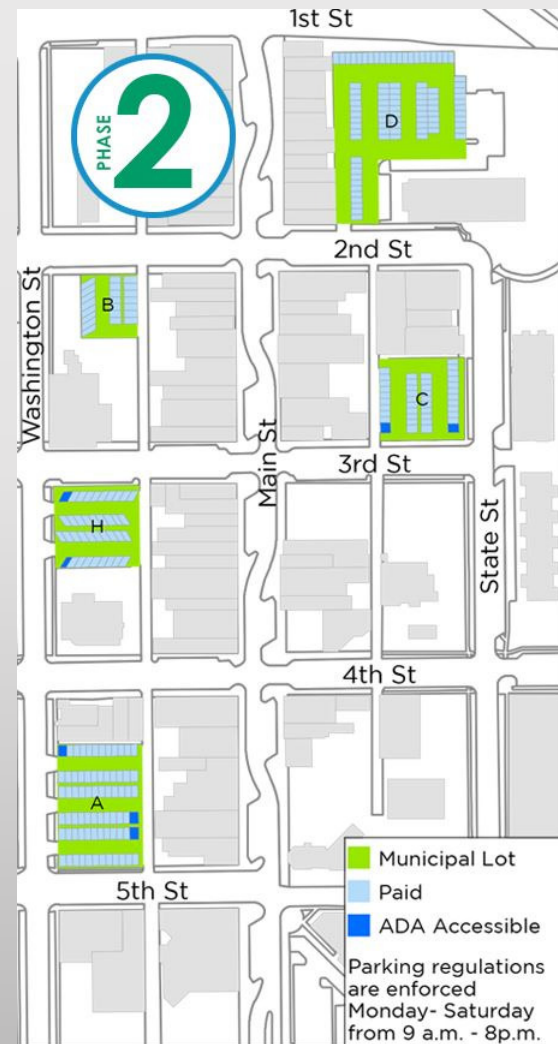 1st St
PHASE 2
D
2nd St
Washington St
B
Main St
C
3rd St
State St
H
4th St
A
5th St
Municipal Lot
Paid
ADA Accessible
Parking regulations
are enforced
Monday- Saturday
from 9 a.m. - 8p.m.